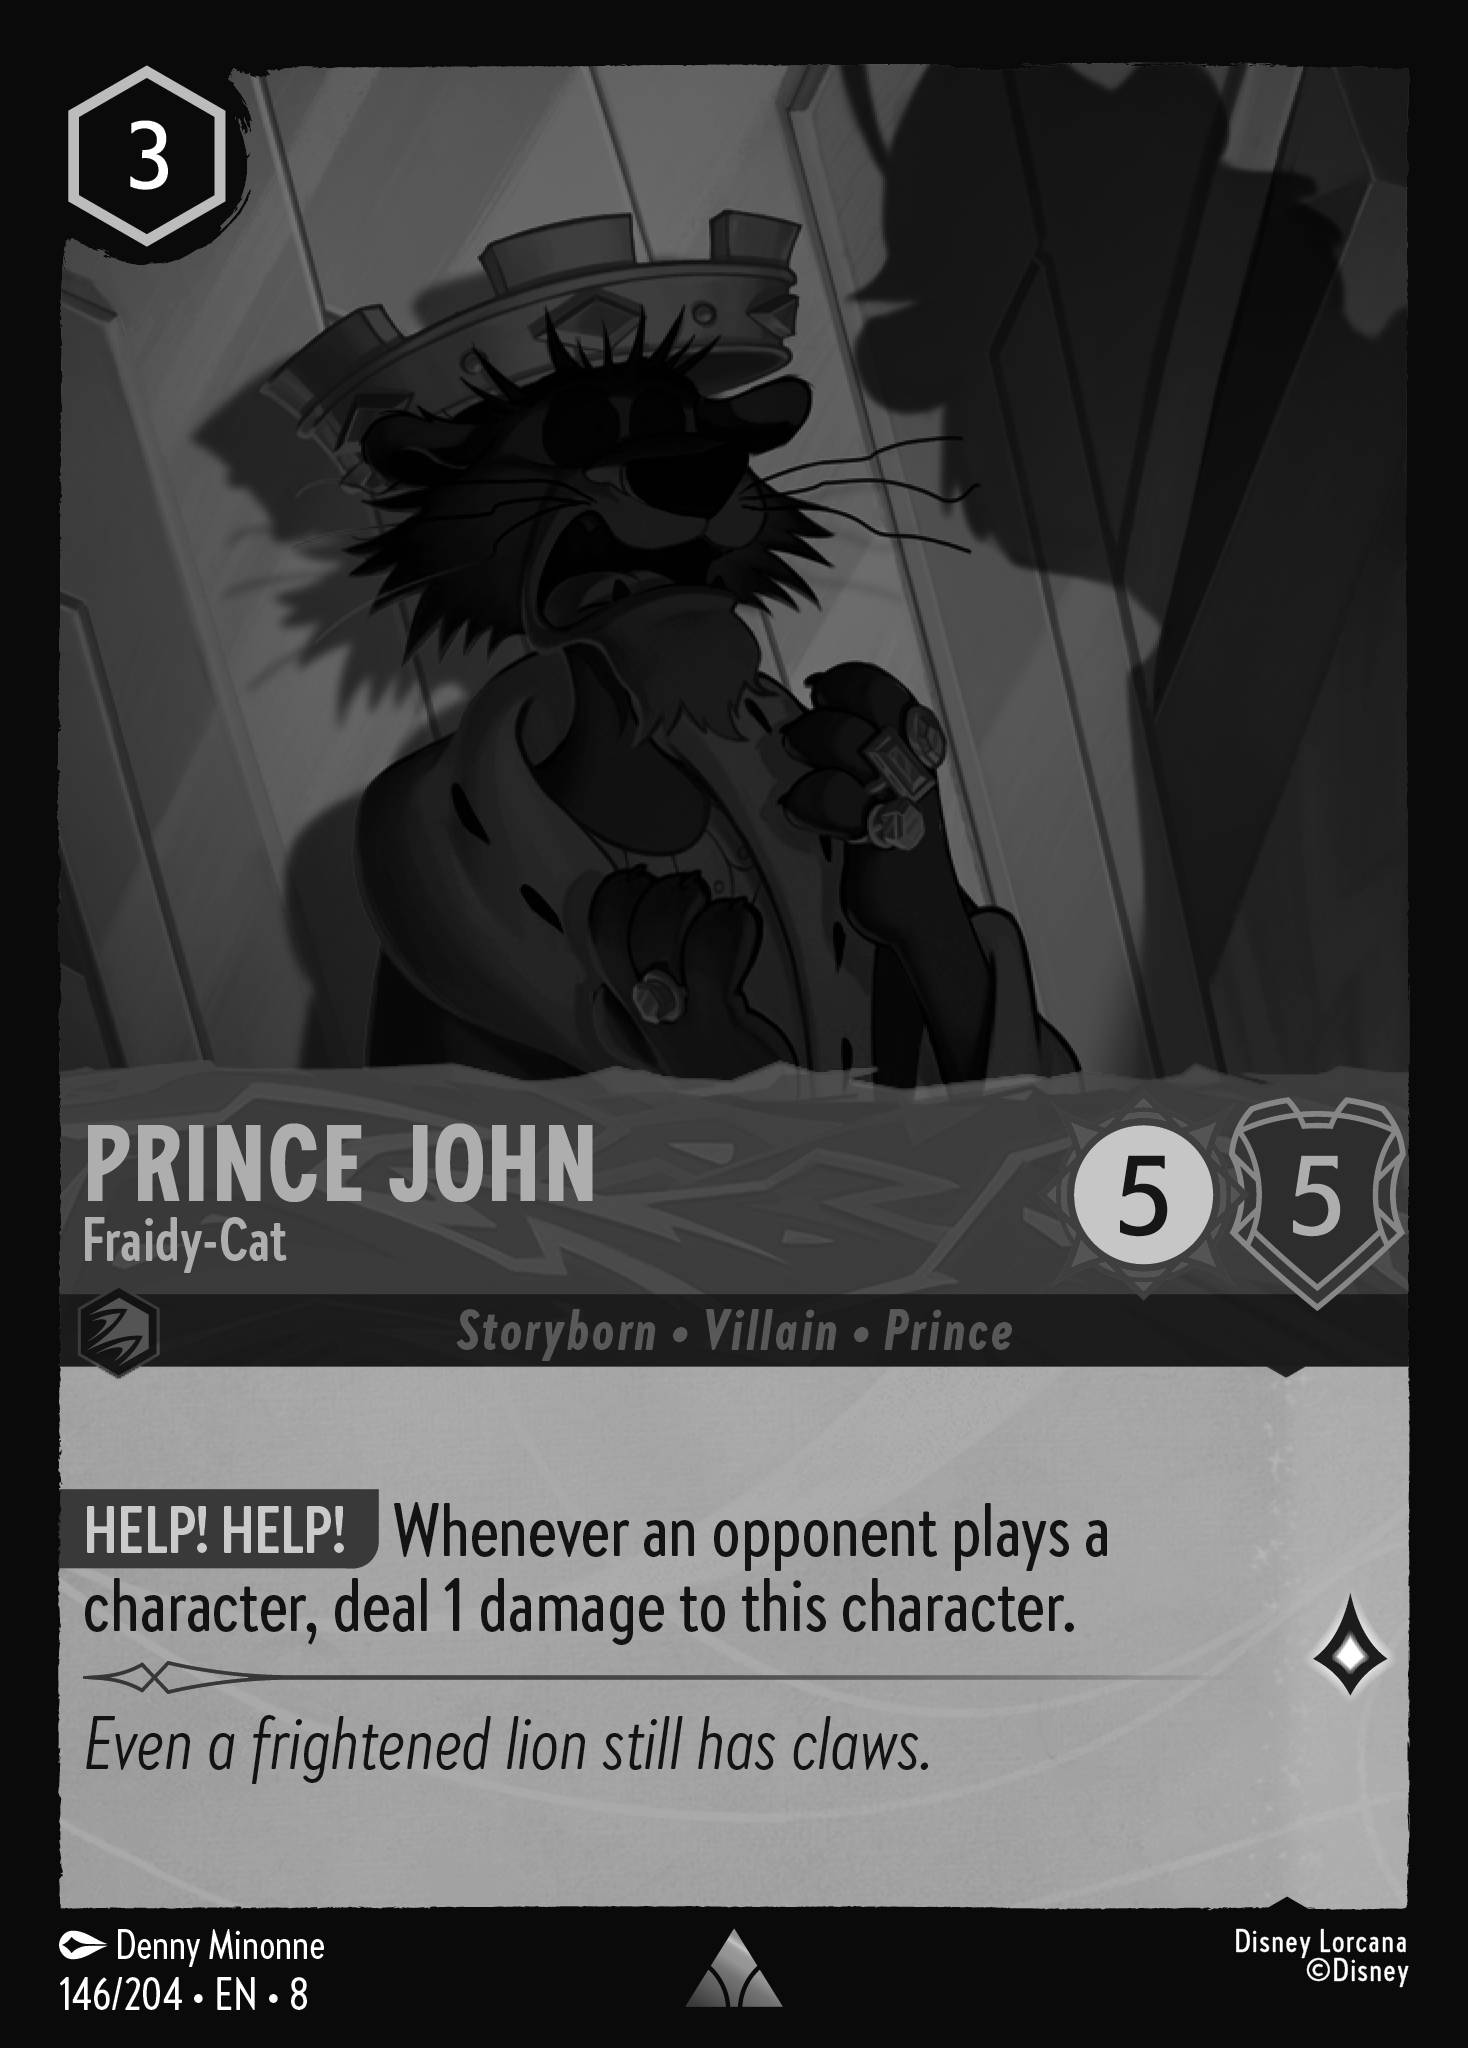 3
PRINCE JOHN
Fraidy-Cat
5 5
Storyborn • Villain • Prince
HELP! HELP! Whenever an opponent plays a
character, deal 1 damage to this character.
Even a frightened lion still has claws.
Denny Minonne
146/204 • EN • 8
Disney Lorcana
©Disney